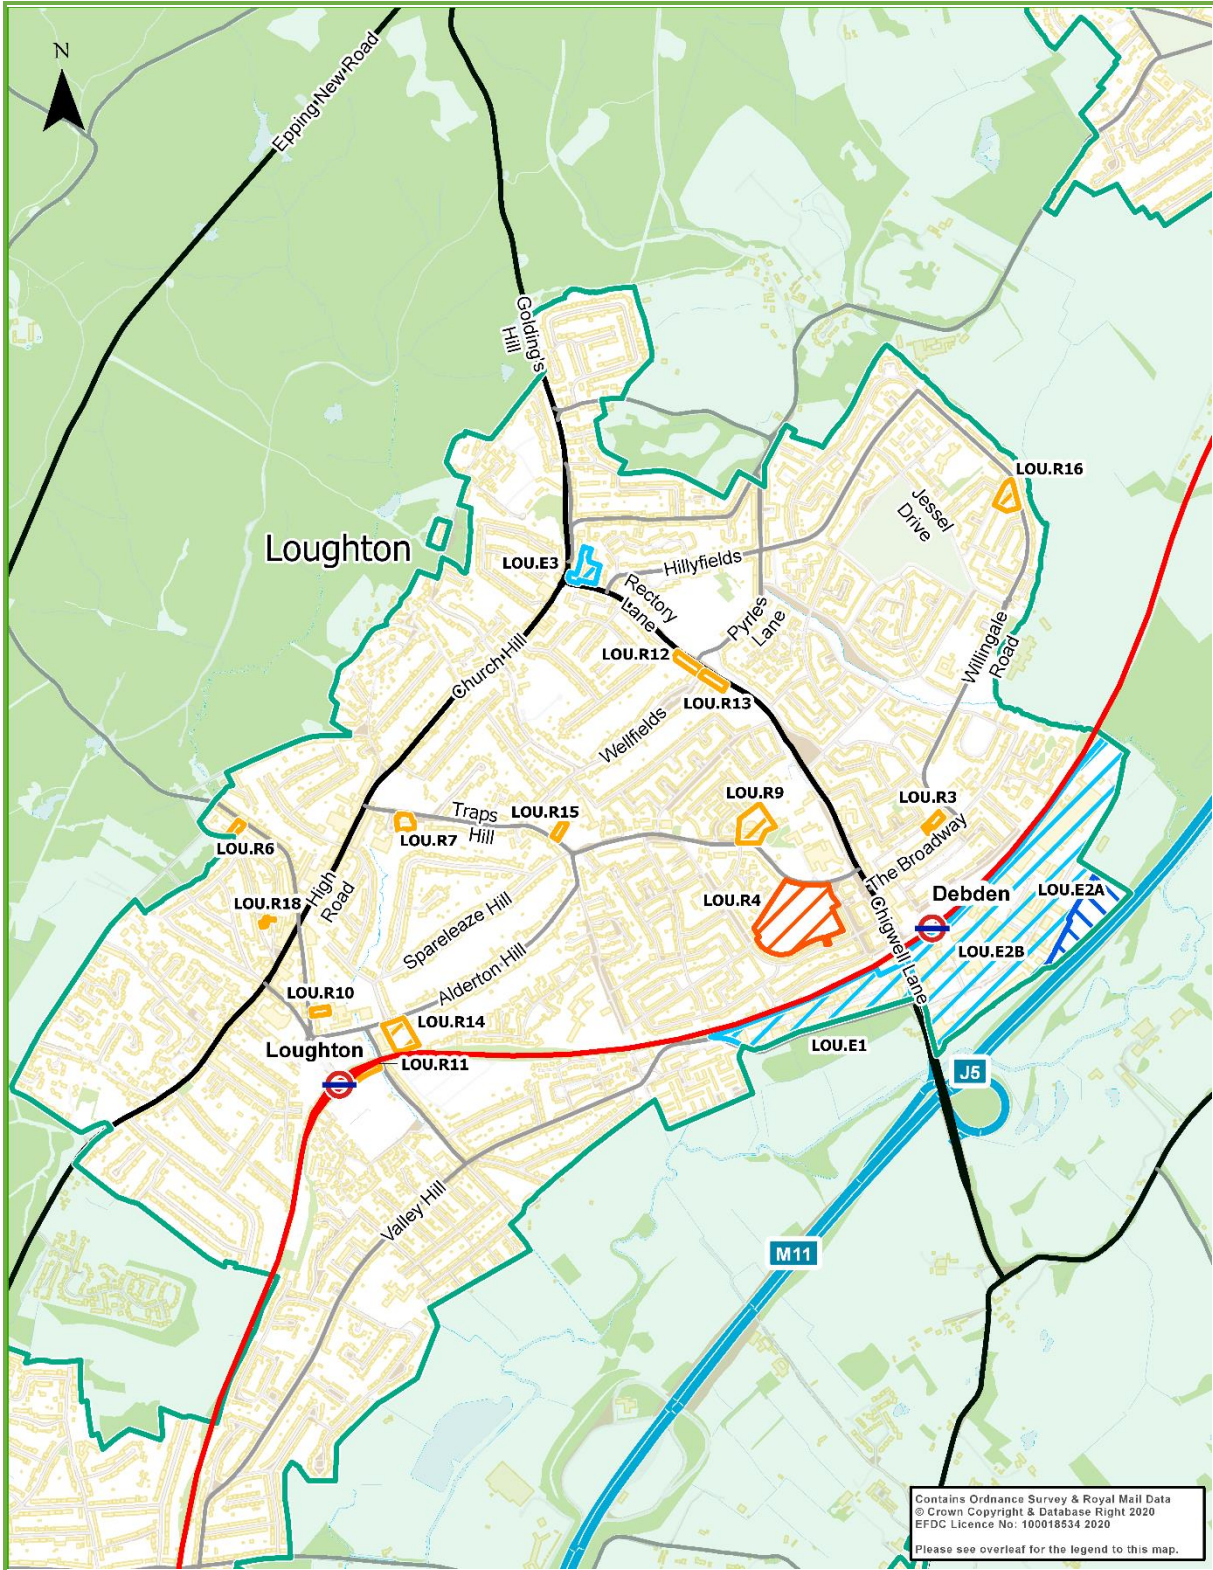 N
Epping New Road
Golding's
Hill
LOU.R16
Jessel
Drive
Loughton
LOU.E3
Hillyfields
Rectory
Lane
Pyrles
Lane
LOU.R12
Church Hill
Willingale
Road
LOU.R13
Wellfields
LOU.R9
LOU.R3
Traps
Hill
LOU.R15
LOU.R6
LOU.R7
The Broadway
High
Road
LOU.R18
LOU.R4
Debden
LOU.E2A
Spareleaze Hill
Chigwell Lane
LOU.E2B
Alderton Hill
LOU.R10
LOU.R14
Loughton
LOU.E1
LOU.R11
J5
Valley Hill
M11
Contains Ordnance Survey & Royal Mail Data
© Crown Copyright & Database Right 2020
EFDC Licence No: 100018534 2020
Please see overleaf for the legend to this map.